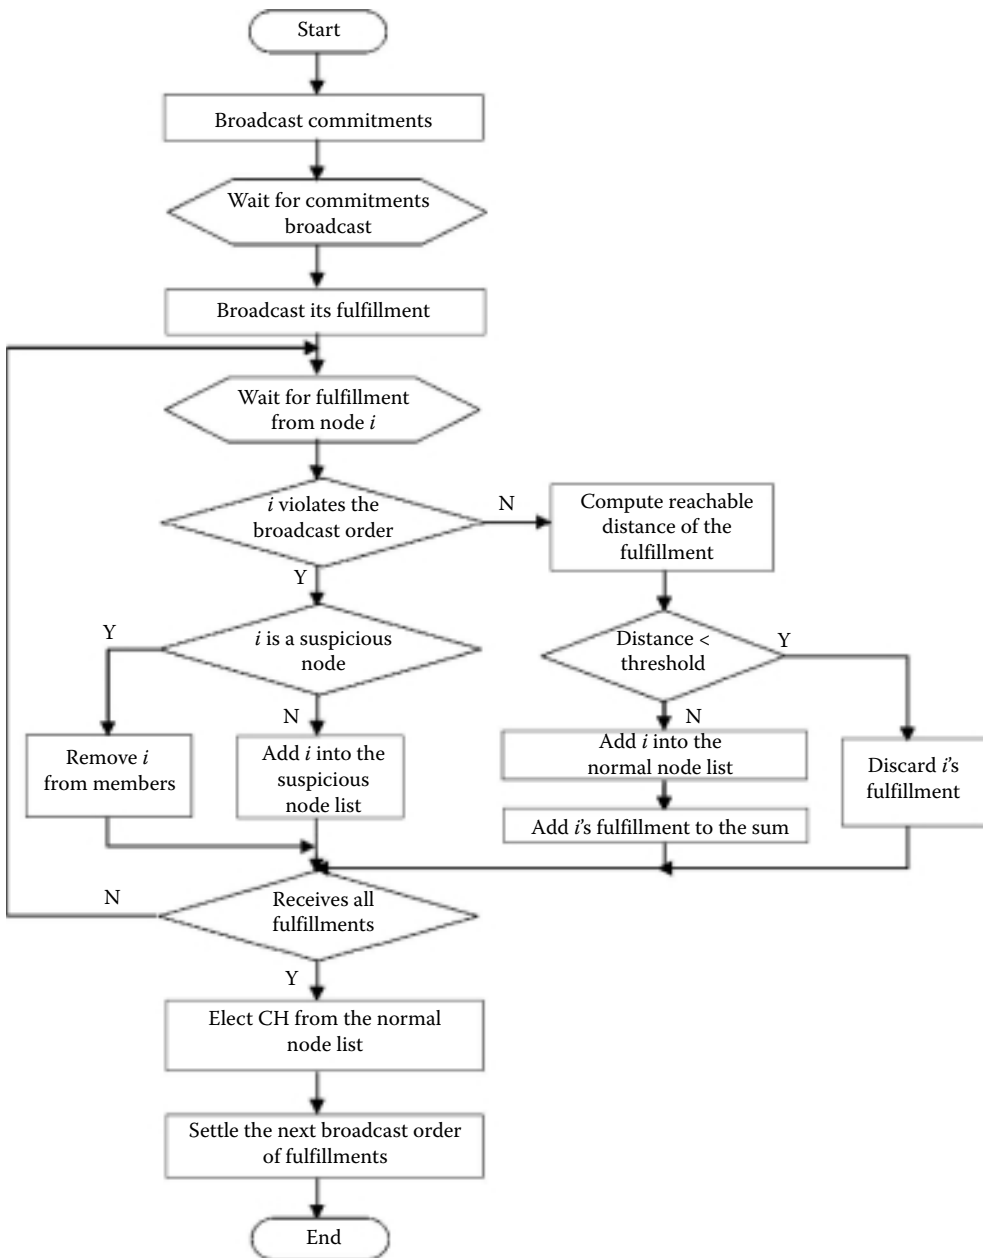 Start
Broadcast commitments
Wait for commitments
broadcast
Broadcast its fulfillment
Wait for fulfillment
from node i
i violates the
broadcast order
N
Compute reachable
distance of the
fulfillment
Y
i is a suspicious
node
Y
N
Distance <
threshold
Y
N
Remove i
from members
Add i into the
suspicious
node list
Add i into the
normal node list
Add i's fulfillment to the sum
Discard i's
fulfillment
Receives all
fulfillments
N
Y
Elect CH from the normal
node list
Settle the next broadcast order
of fulfillments
End